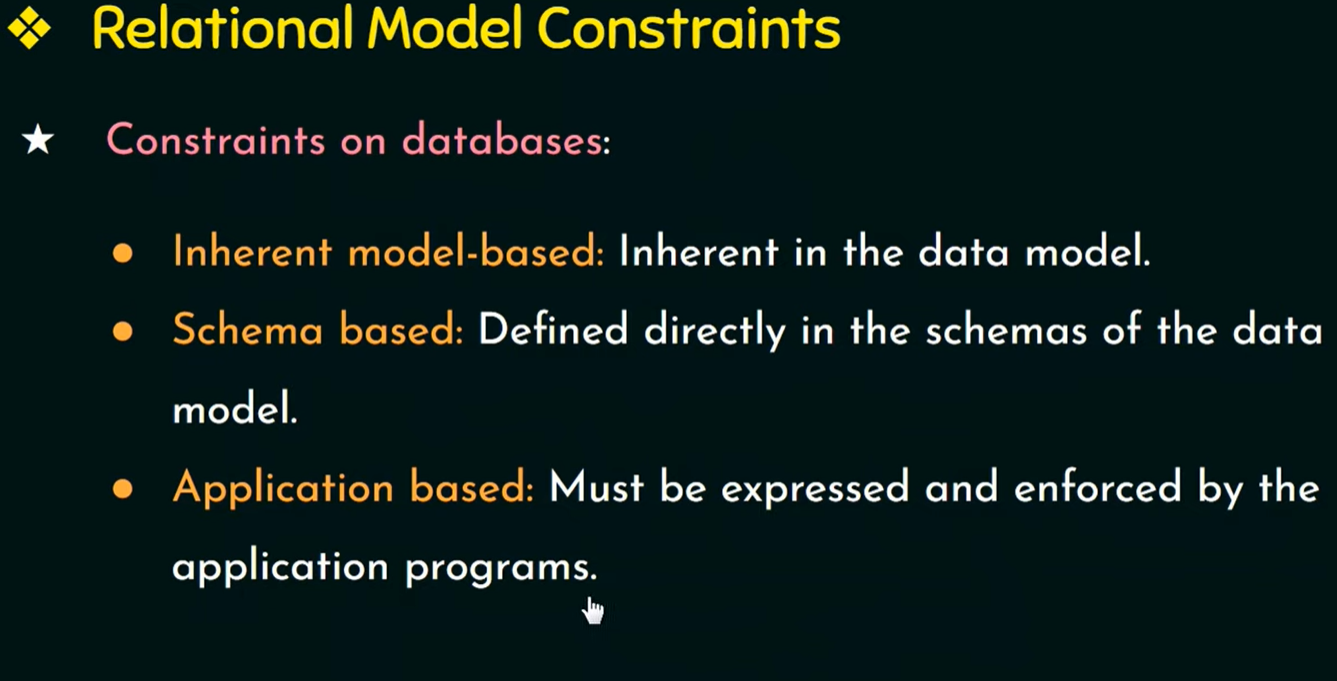 ❖ Relational Model Constraints
★ Constraints on databases:
● Inherent model-based: Inherent in the data model.
● Schema based: Defined directly in the schemas of the data
model.
● Application based: Must be expressed and enforced by the
application programs.